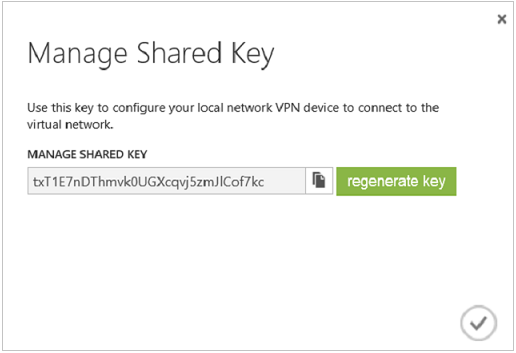 Manage Shared Key
Use this key to configure your local network VPN device to connect to the
virtual network.
MANAGE SHARED KEY
txT1E7nDThmvk0UGXcqvj5zmJlCof7kc
regenerate key